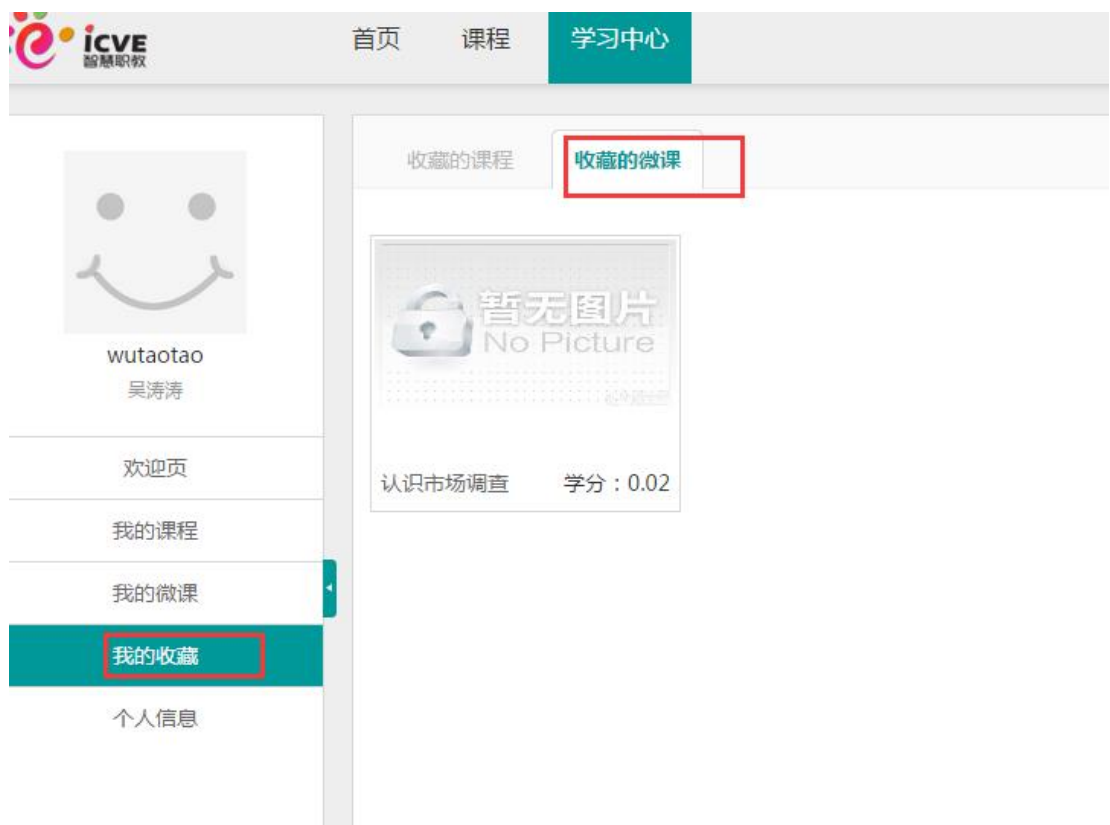 icve
智慧职教
首页 课程 学习中心
收藏的课程 收藏的微课
暂无图片
No Picture
认识市场调查 学分：0.02
wutaotao
吴涛涛
欢迎页
我的课程
我的微课
我的收藏
个人信息